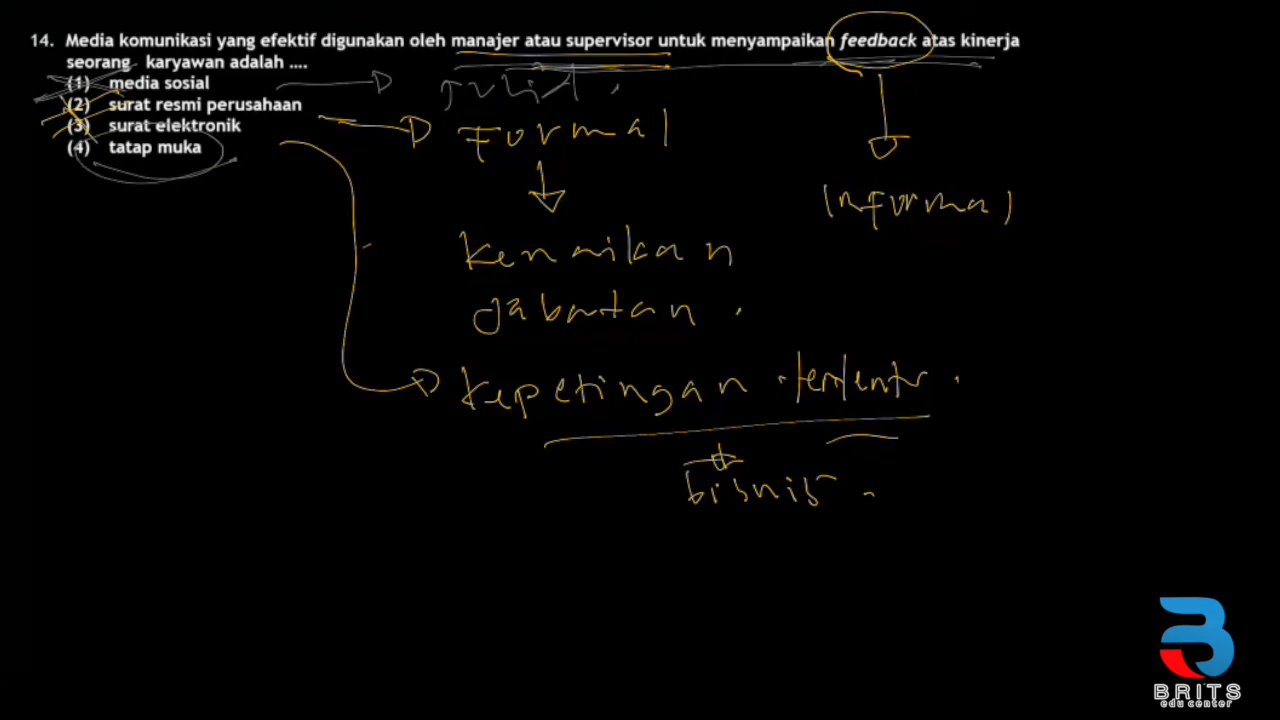 14. Media komunikasi yang efektif digunakan oleh manajer atau supervisor untuk menyampaikan feedback atas kinerja
seorang karyawan adalah ....
(1) media sosial
(2) surat resmi perusahaan
(3) surat elektronik
(4) tatap muka
Formal
Informal
Kenaikan
Jabatan.
Kepetingan tertentu.
bisnis.
BRITS
edu center